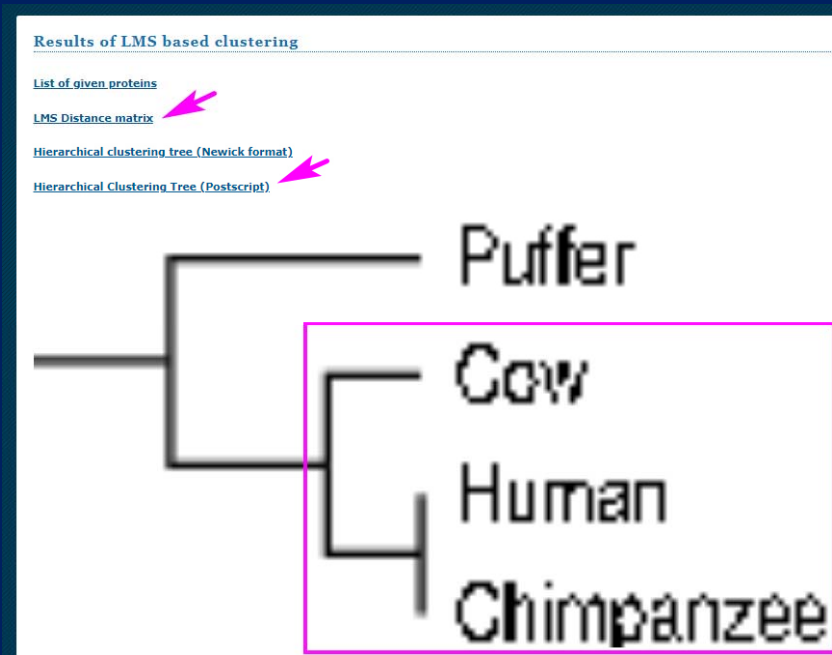 Results of LMS based clustering
List of given proteins
LMS Distance matrix
Hierarchical clustering tree (Newick format)
Hierarchical Clustering Tree (Postscript)
Puffer
Cow
Human
Chimpanzee